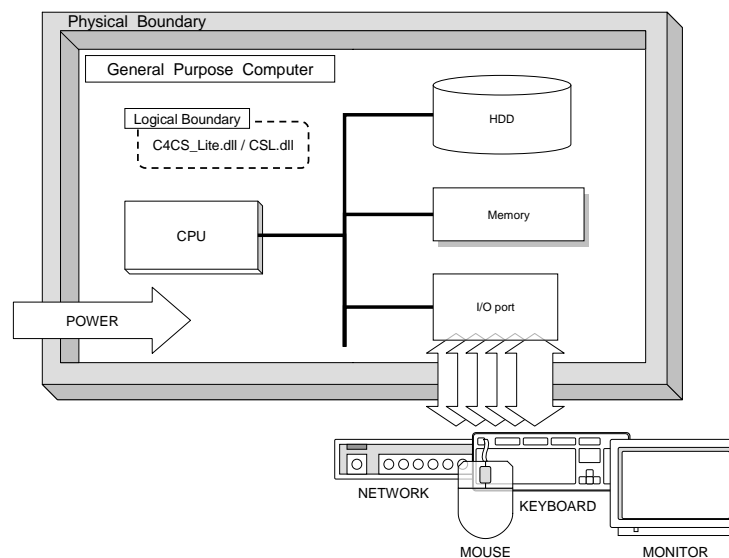 Physical Boundary
General Purpose Computer
Logical Boundary
C4CS_Lite.dll / CSL.dll
HDD
CPU
Memory
POWER
I/O port
NETWORK
KEYBOARD
MOUSE
MONITOR